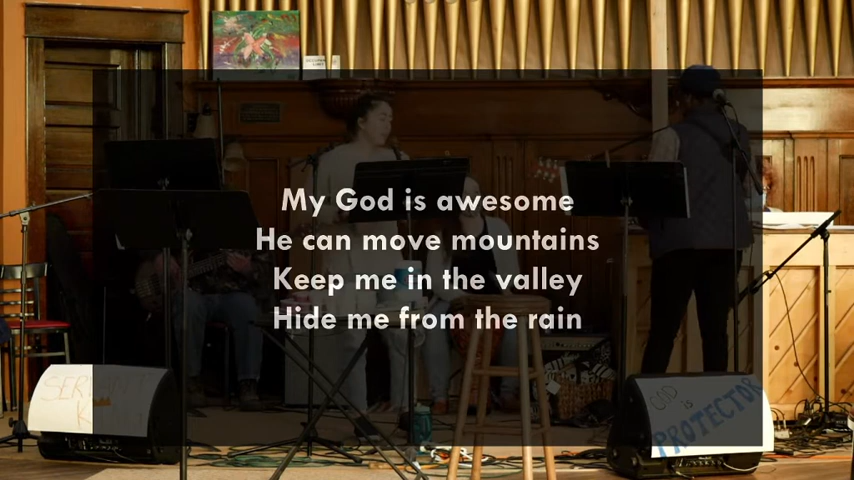 My God is awesome
He can move mountains
Keep me in the valley
Hide me from the rain
SERVANT
K
GOD
is
PROTECTOR